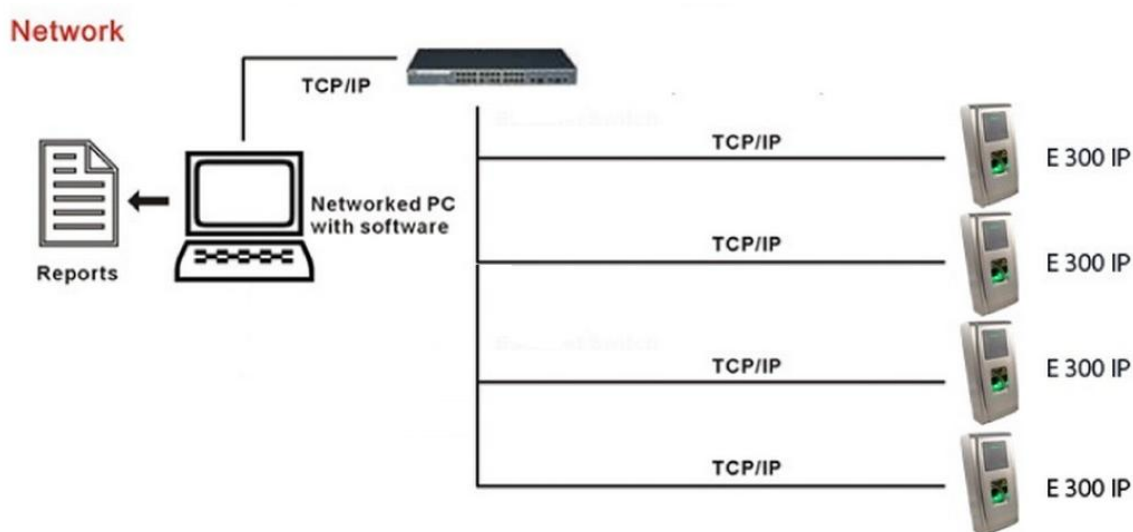 Network
TCP/IP
TCP/IP
E 300 IP
Networked PC
with software
Reports
TCP/IP
E 300 IP
TCP/IP
E 300 IP
TCP/IP
E 300 IP